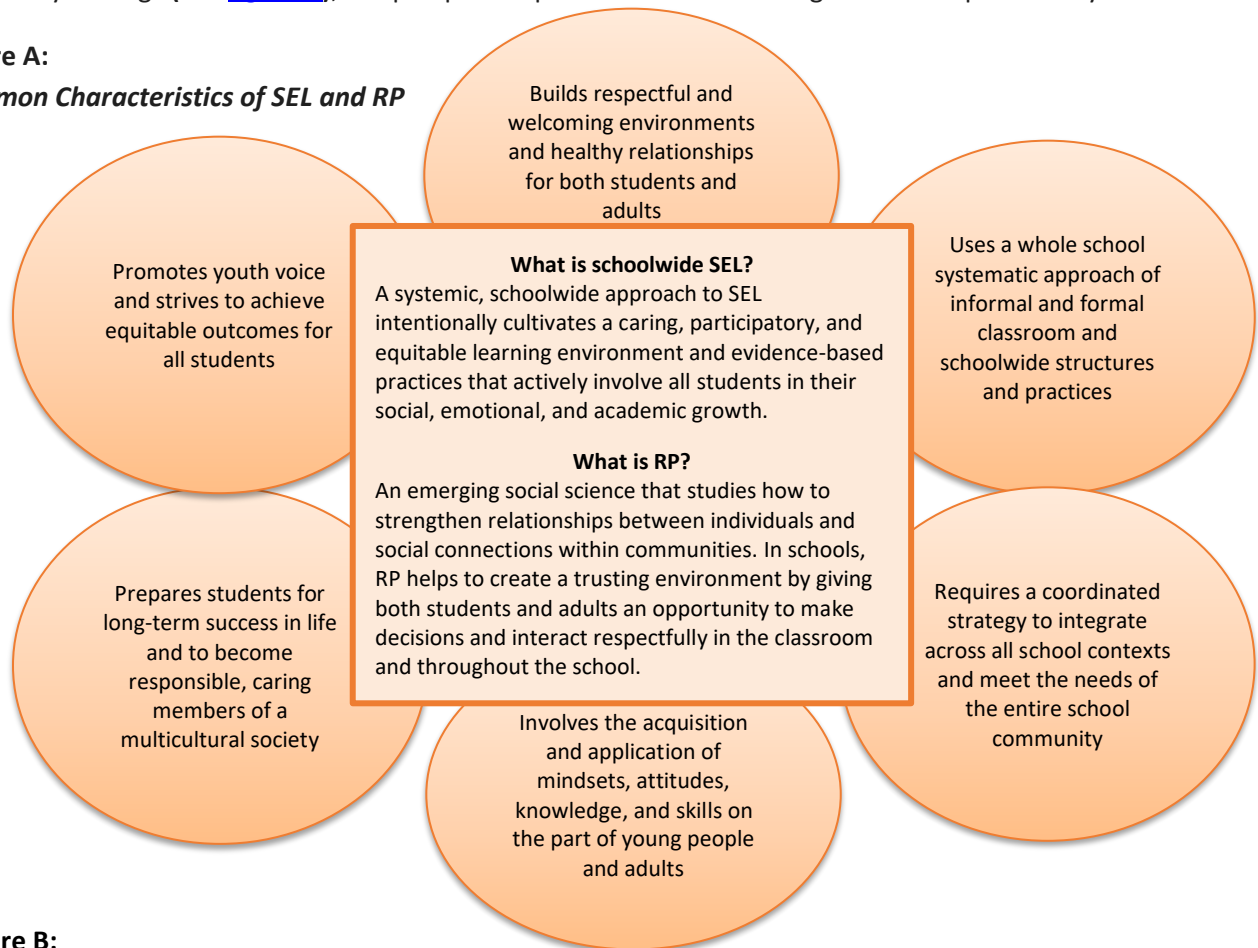 re A:
mon Characteristics of SEL and RP
Builds respectful and
welcoming environments
and healthy relationships
for both students and
adults
Promotes youth voice
and strives to achieve
equitable outcomes for
all students
Uses a whole school
systematic approach of
informal and formal
classroom and
schoolwide structures
and practices
What is schoolwide SEL?
A systemic, schoolwide approach to SEL
intentionally cultivates a caring, participatory, and
equitable learning environment and evidence-based
practices that actively involve all students in their
social, emotional, and academic growth.
What is RP?
An emerging social science that studies how to
strengthen relationships between individuals and
social connections within communities. In schools,
RP helps to create a trusting environment by giving
both students and adults an opportunity to make
decisions and interact respectfully in the classroom
and throughout the school.
Prepares students for
long-term success in life
and to become
responsible, caring
members of a
multicultural society
Requires a coordinated
strategy to integrate
across all school contexts
and meet the needs of
the entire school
community
Involves the acquisition
and application of
mindsets, attitudes,
knowledge, and skills on
the part of young people
and adults
re B: